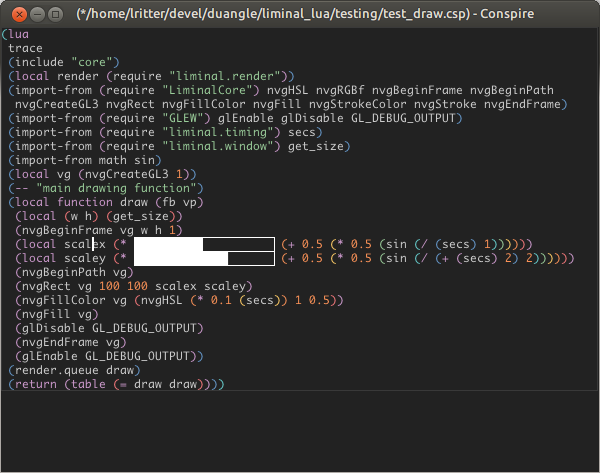 (*/home/lritter/devel/duangle/liminal_lua/testing/test_draw.csp) - Conspire
(lua
trace
(include "core")
(local render (require "liminal.render"))
(import-from (require "LiminalCore") nvgHSL nvgRGBf nvgBeginFrame nvgBeginPath
nvgCreateGL3 nvgRect nvgFillColor nvgFill nvgStrokeColor nvgStroke nvgEndFrame)
(import-from (require "GLEW") glEnable glDisable GL_DEBUG_OUTPUT)
(import-from (require "liminal.timing") secs)
(import-from (require "liminal.window") get_size)
(import-from math sin)
(local vg (nvgCreateGL3 1))
(-- "main drawing function")
(local function draw (fb vp)
(local (w h) (get_size))
(nvgBeginFrame vg w h 1)
(local scalex (* (+ 0.5 (* 0.5 (sin (/ (secs) 1))))))
(local scaley (* (+ 0.5 (* 0.5 (sin (/ (+ (secs) 2) 2))))))
(nvgBeginPath vg)
(nvgRect vg 100 100 scalex scaley)
(nvgFillColor vg (nvgHSL (* 0.1 (secs)) 1 0.5))
(nvgFill vg)
(glDisable GL_DEBUG_OUTPUT)
(nvgEndFrame vg)
(glEnable GL_DEBUG_OUTPUT))
(render.queue draw)
(return (table (= draw draw))))